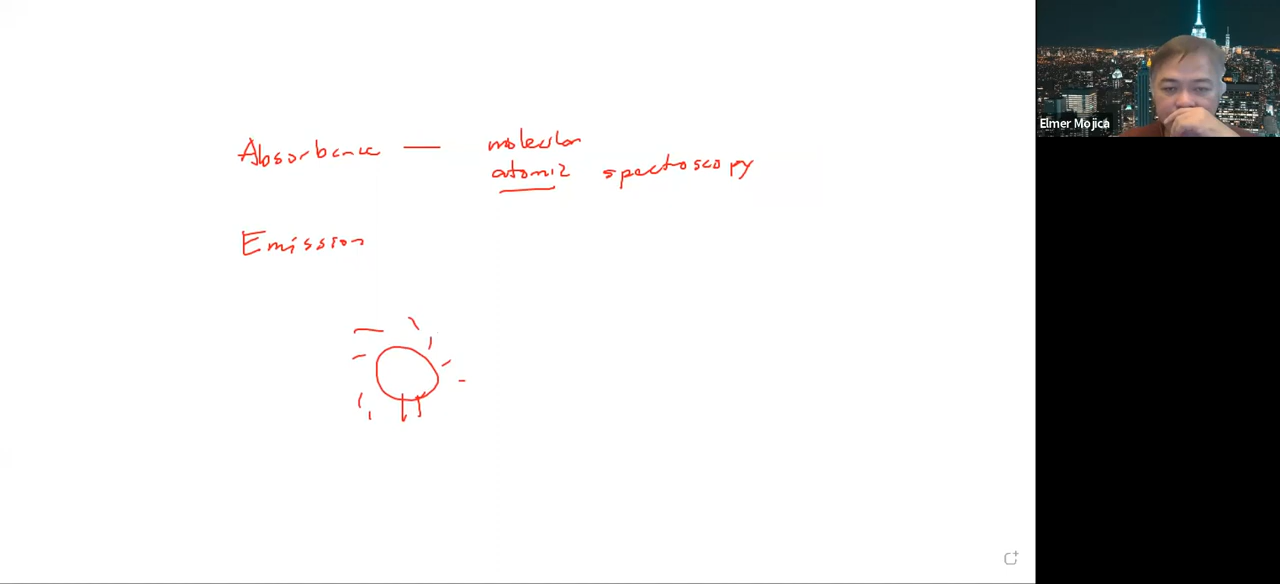 Absorbance — molecular
atomic spectroscopy
Emission
Elmer Mojica